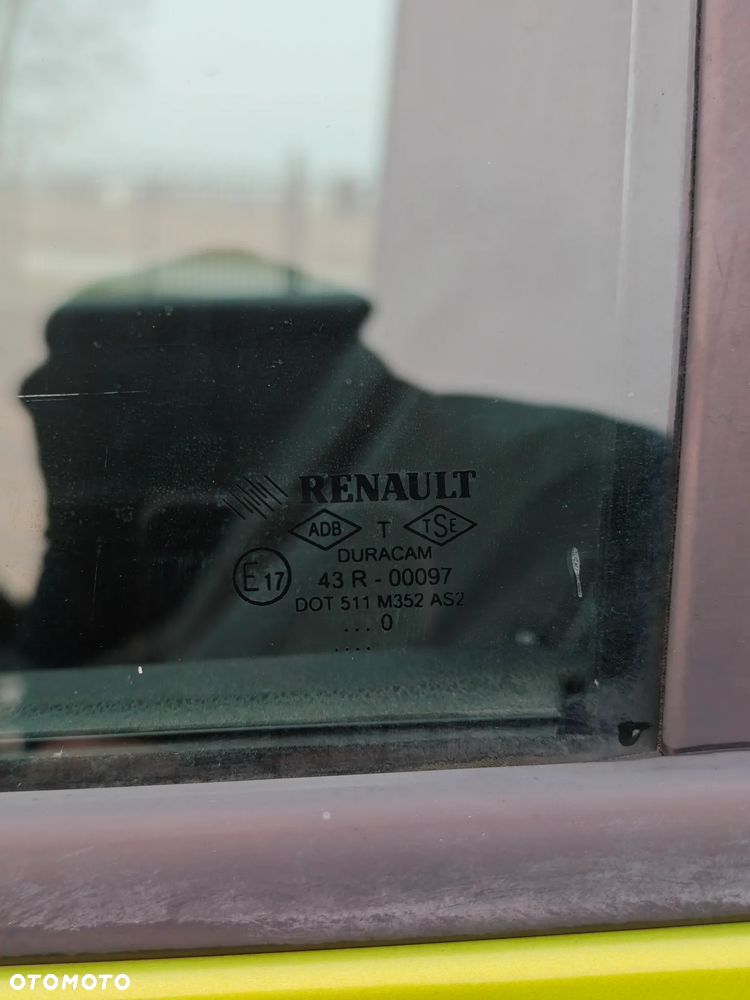 RENAULT
ADB T TSE
DURACAM
E17 43 R - 00097
DOT 511 M352 AS2
... 0
....
OTOMOTO